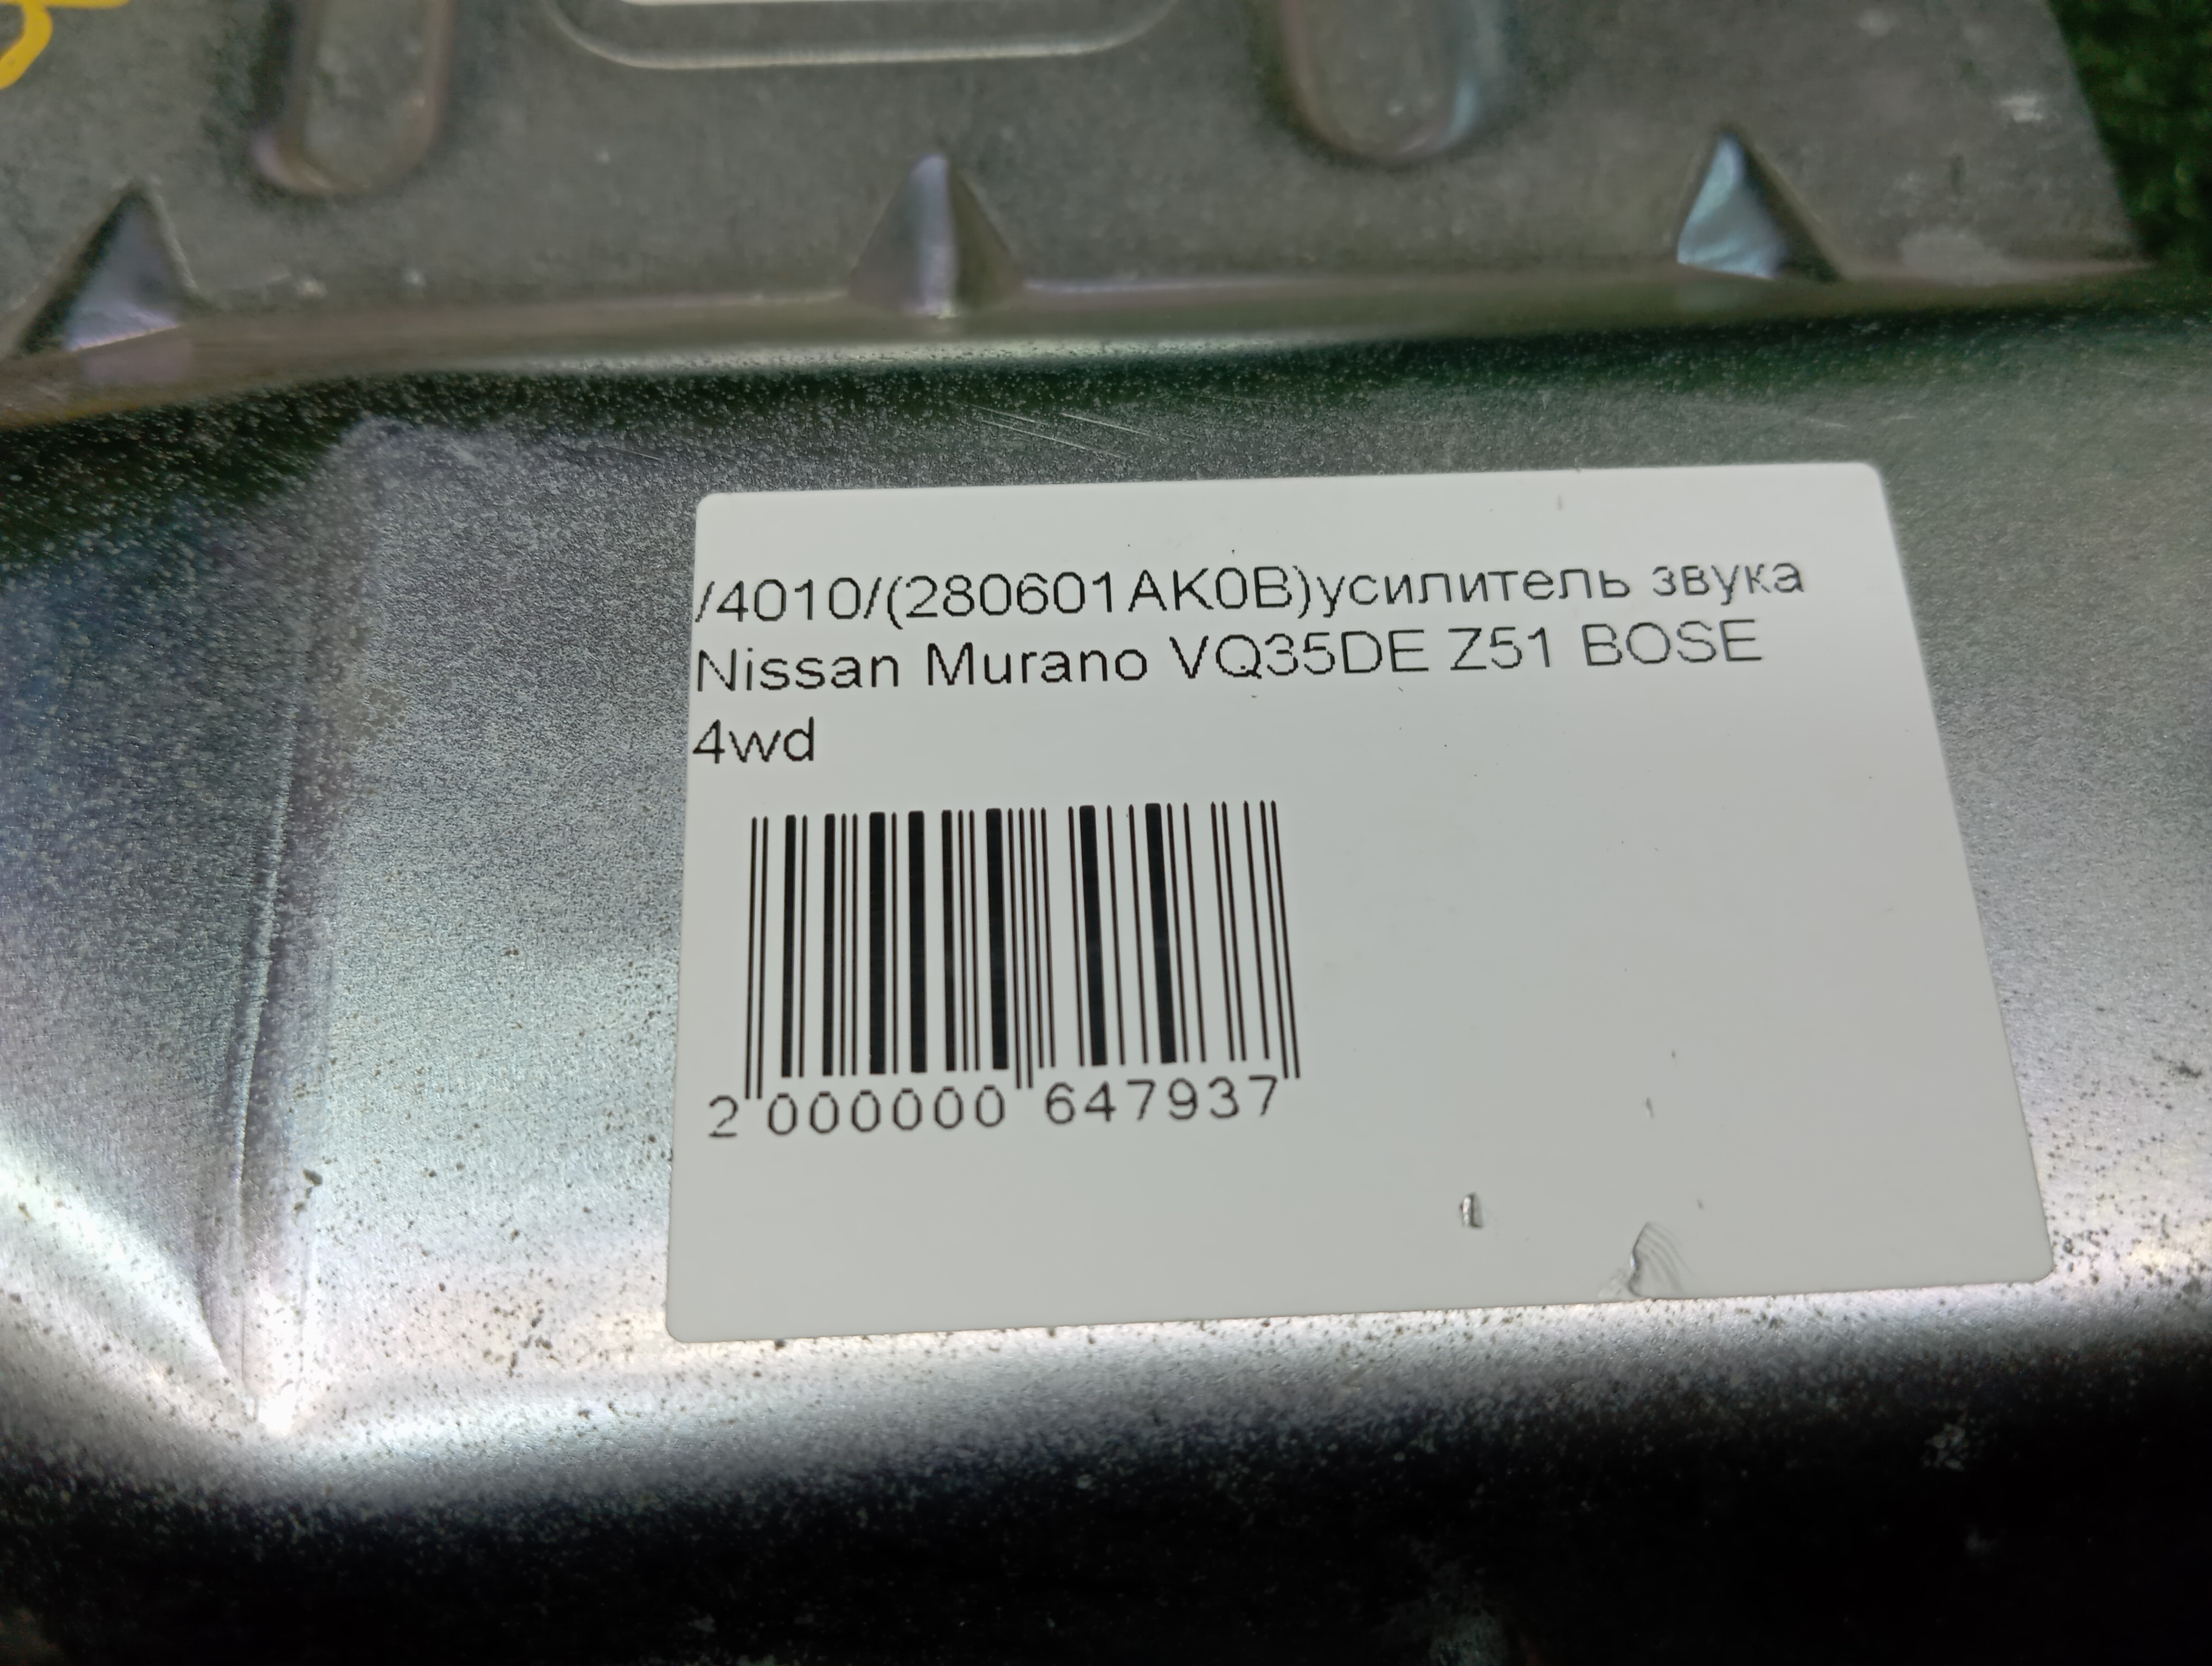 /4010/(280601AK0B)усилитель звука
Nissan Murano VQ35DE Z51 BOSE
4wd
2 000000 647937